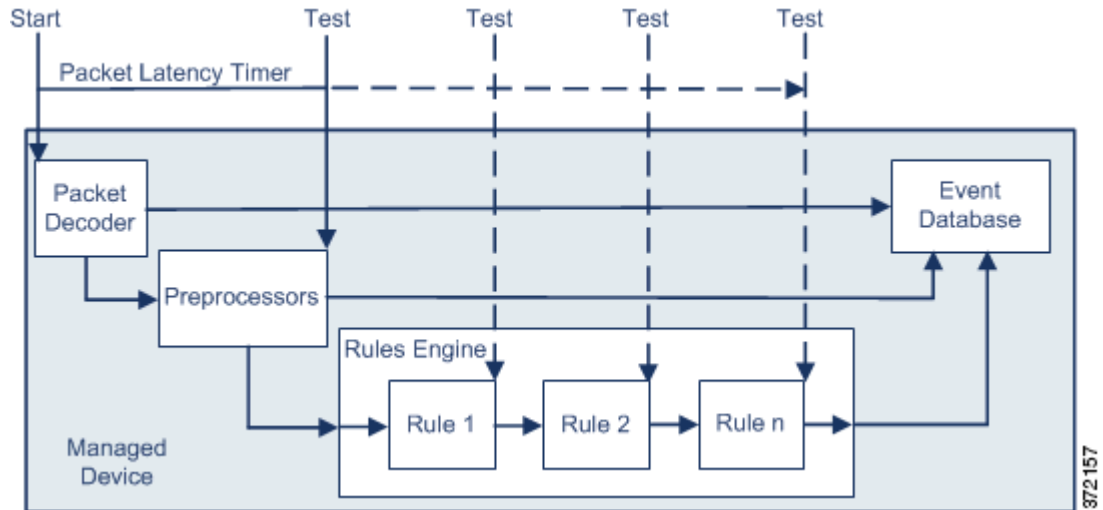 Start
Test
Test
Test
Test
Packet Latency Timer
Packet
Decoder
Event
Database
Preprocessors
Rules Engine
Rule 1
Rule 2
Rule n
Managed
Device
372157